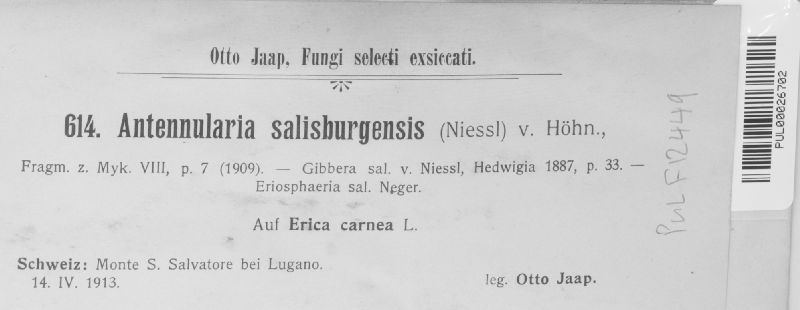 Otto Jaap, Fungi selecti exsiccati.
614. Antennularia salisburgensis (Niessl) v. Höhn.,
Fragm. z. Myk. VIII, p. 7 (1909). — Gibbera sal. v. Niessl, Hedwigia 1887, p. 33. —
Eriosphaeria sal. Neger.
Auf Erica carnea L.
Schweiz: Monte S. Salvatore bei Lugano.
14. IV. 1913.
leg. Otto Jaap.
PUL F12449
PUL00026702